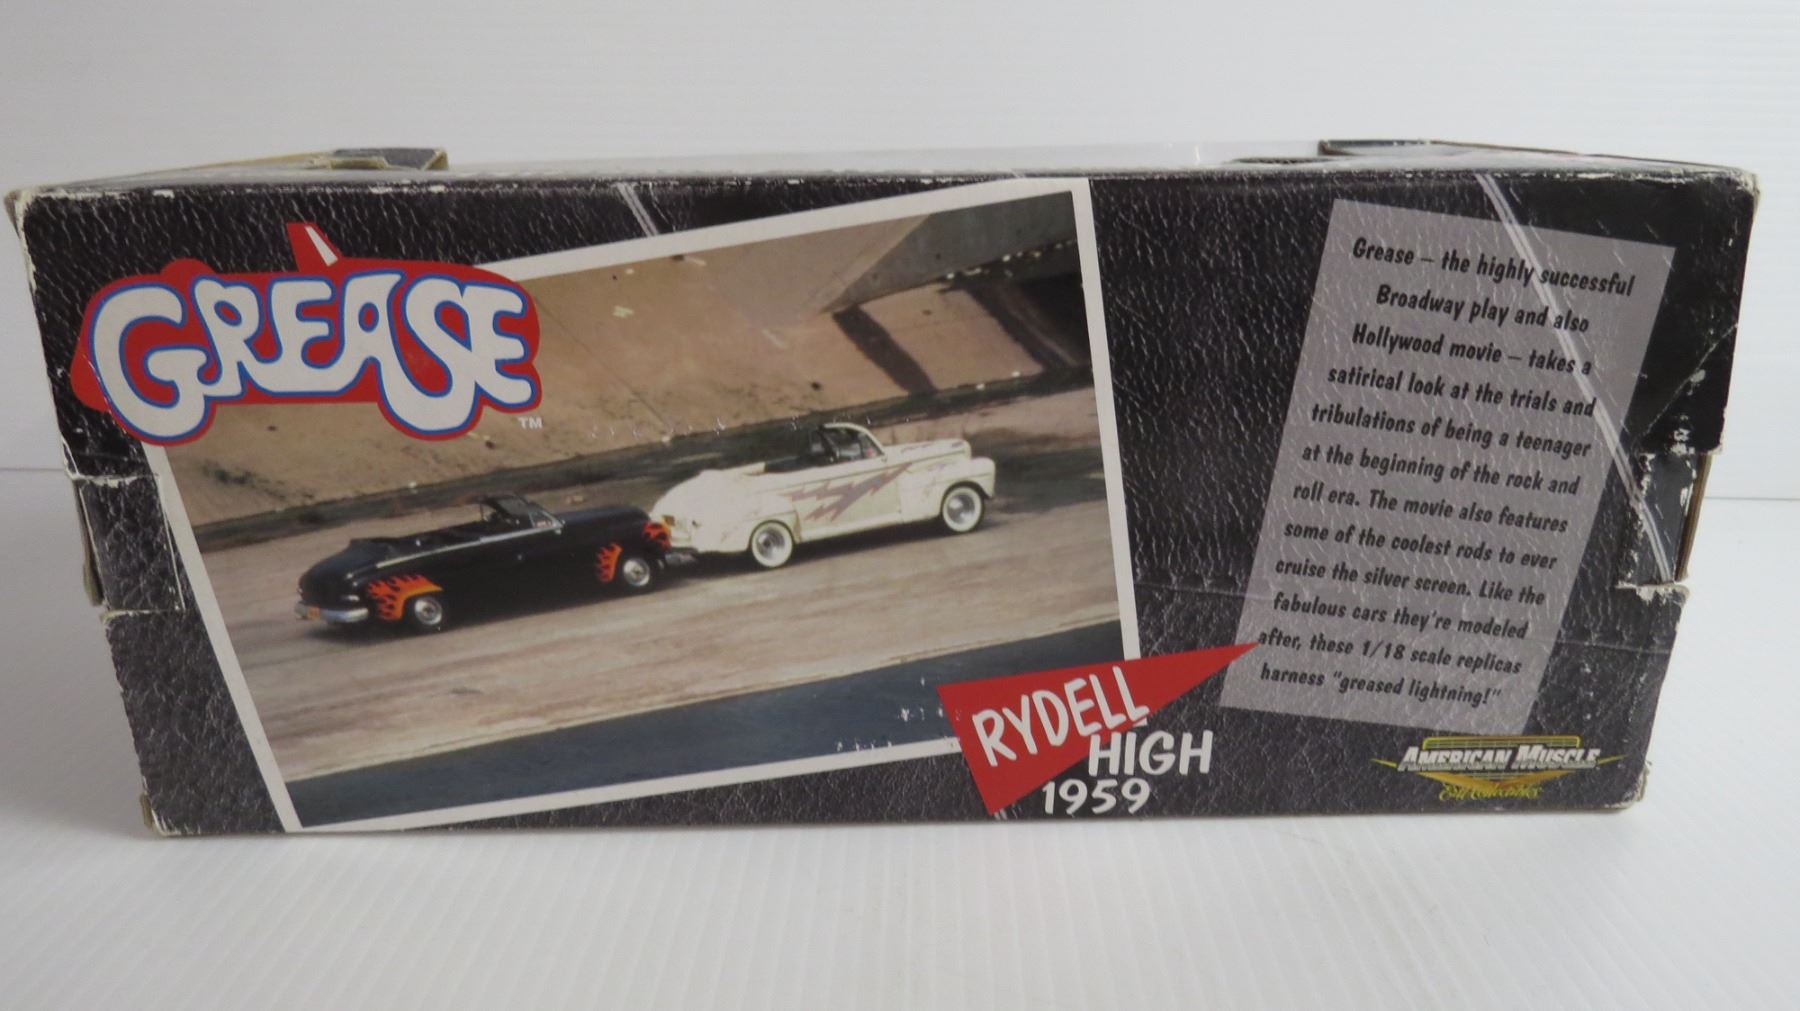 GREASE
TM
Grease – the highly successful
Broadway play and also
Hollywood movie – takes a
satirical look at the trials and
tribulations of being a teenager
at the beginning of the rock and
roll era. The movie also features
some of the coolest rods to ever
cruise the silver screen. Like the
fabulous cars they're modeled
after, these 1/18 scale replicas
harness "greased lightning!"
RYDELL
HIGH
1959
AMERICAN MUSCLE
Ertl Collectibles